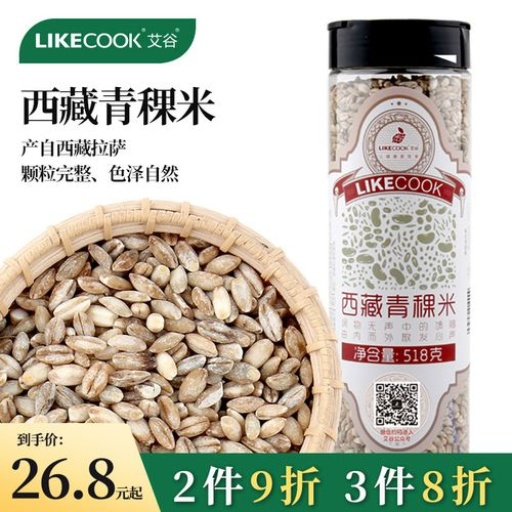 LIKECOOK® 艾谷®
西藏青稞米
产自西藏拉萨
颗粒完整、色泽自然
LIKECOOK
LIKECOOK
西藏青稞米
净含量: 518克
到手价:
26.8元起
2件9折 3件8折